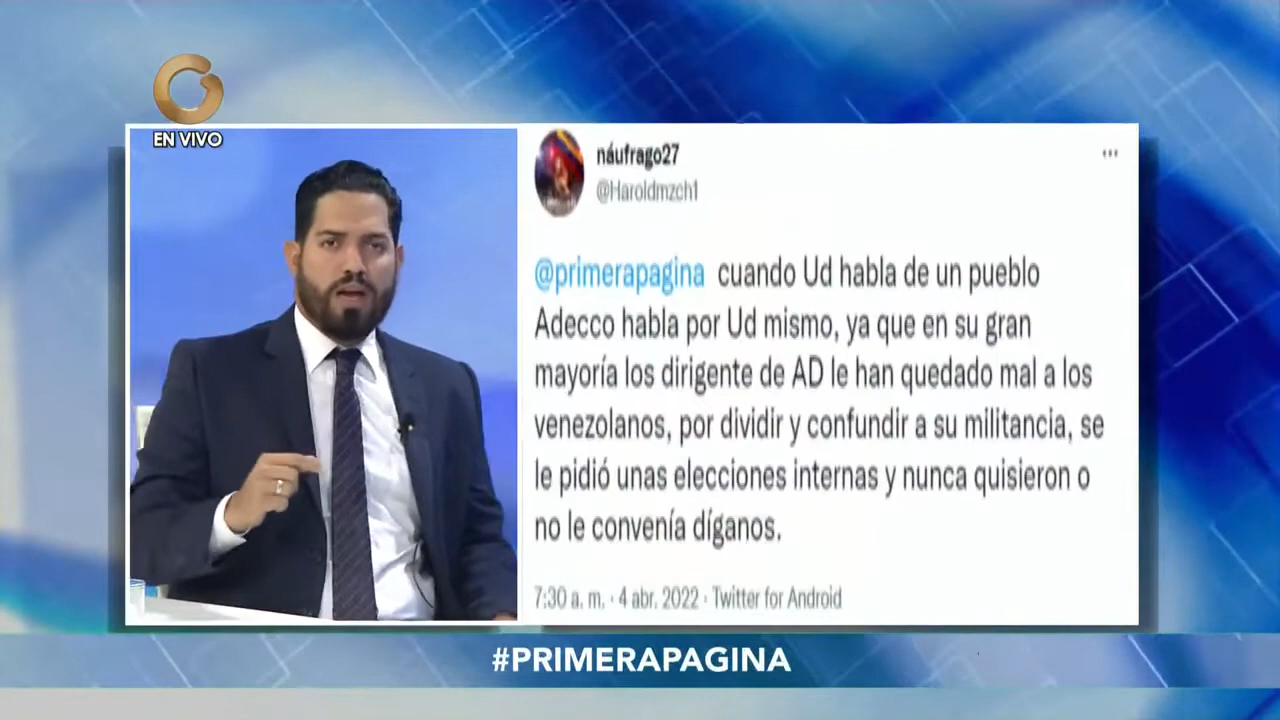 EN VIVO
náufrago27
@Haroldmzch1
@primerapagina cuando Ud habla de un pueblo
Adecco habla por Ud mismo, ya que en su gran
mayoría los dirigente de AD le han quedado mal a los
venezolanos, por dividir y confundir a su militancia, se
le pidió unas elecciones internas y nunca quisieron o
no le convenía díganos.
7:30 a. m. · 4 abr. 2022 · Twitter for Android
#PRIMERAPAGINA